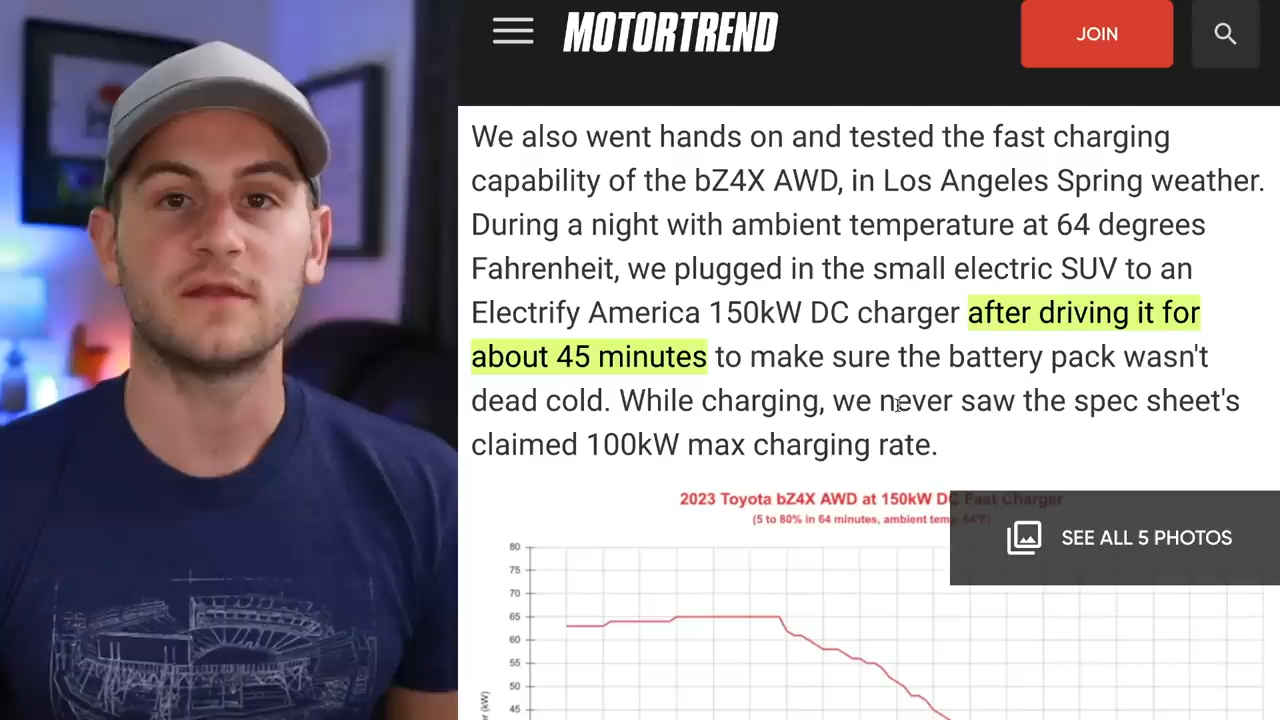 MOTORTREND
JOIN
We also went hands on and tested the fast charging
capability of the bZ4X AWD, in Los Angeles Spring weather.
During a night with ambient temperature at 64 degrees
Fahrenheit, we plugged in the small electric SUV to an
Electrify America 150kW DC charger after driving it for
about 45 minutes to make sure the battery pack wasn't
dead cold. While charging, we never saw the spec sheet's
claimed 100kW max charging rate.
2023 Toyota bZ4X AWD at 150kW DC Fast Charger
(5 to 80% in 64 minutes, ambient temp. 64°F)
SEE ALL 5 PHOTOS
80
75
70
65
60
55
50
45
(kW)